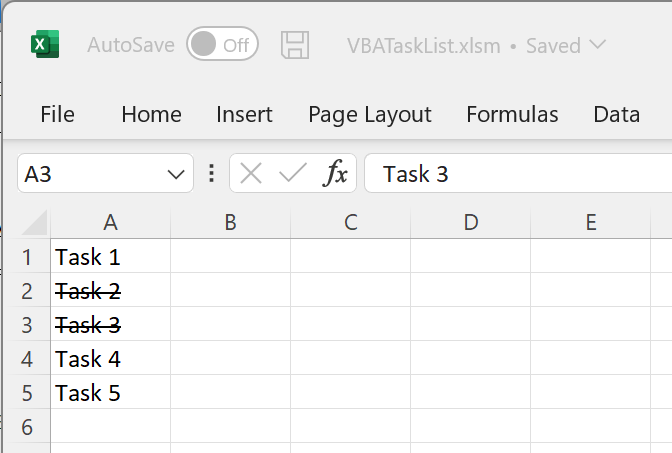 AutoSave Off VBATaskList.xlsm • Saved
File Home Insert Page Layout Formulas Data
A3 fx Task 3
A B C D E
1 Task 1
2 Task 2
3 Task 3
4 Task 4
5 Task 5
6